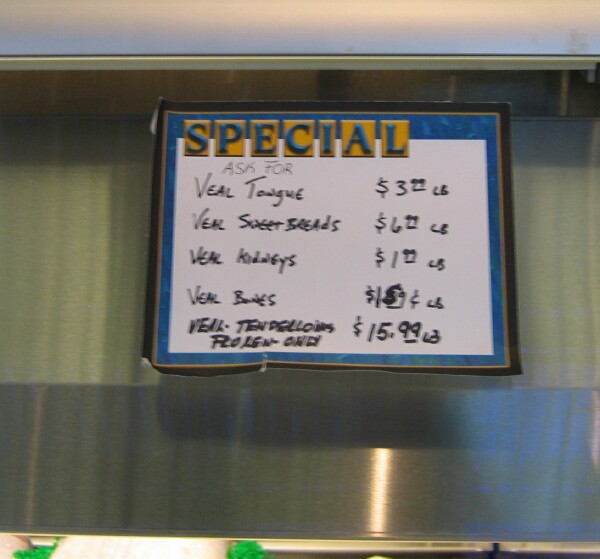 SPECIAL
ASK FOR
VEAL TONGUE $3.99 LB
VEAL SWEETBREADS $6.99 LB
VEAL KIDNEYS $1.99 LB
VEAL BONES LB
VEAL-TENDERLOINS $15.99 LB
FROZEN-ONLY